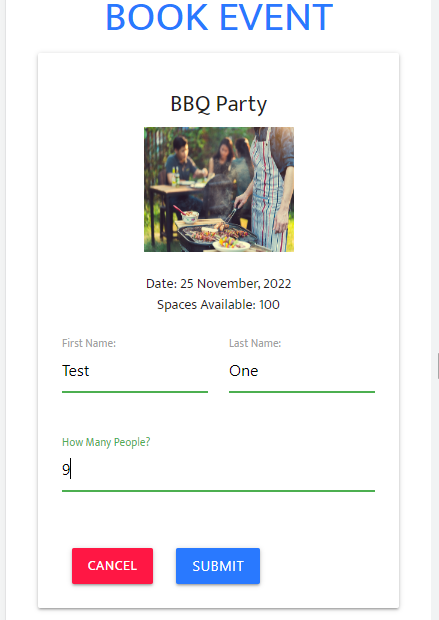 BOOK EVENT
BBQ Party
Date: 25 November, 2022
Spaces Available: 100
First Name: Last Name:
Test One
How Many People?
9
CANCEL SUBMIT